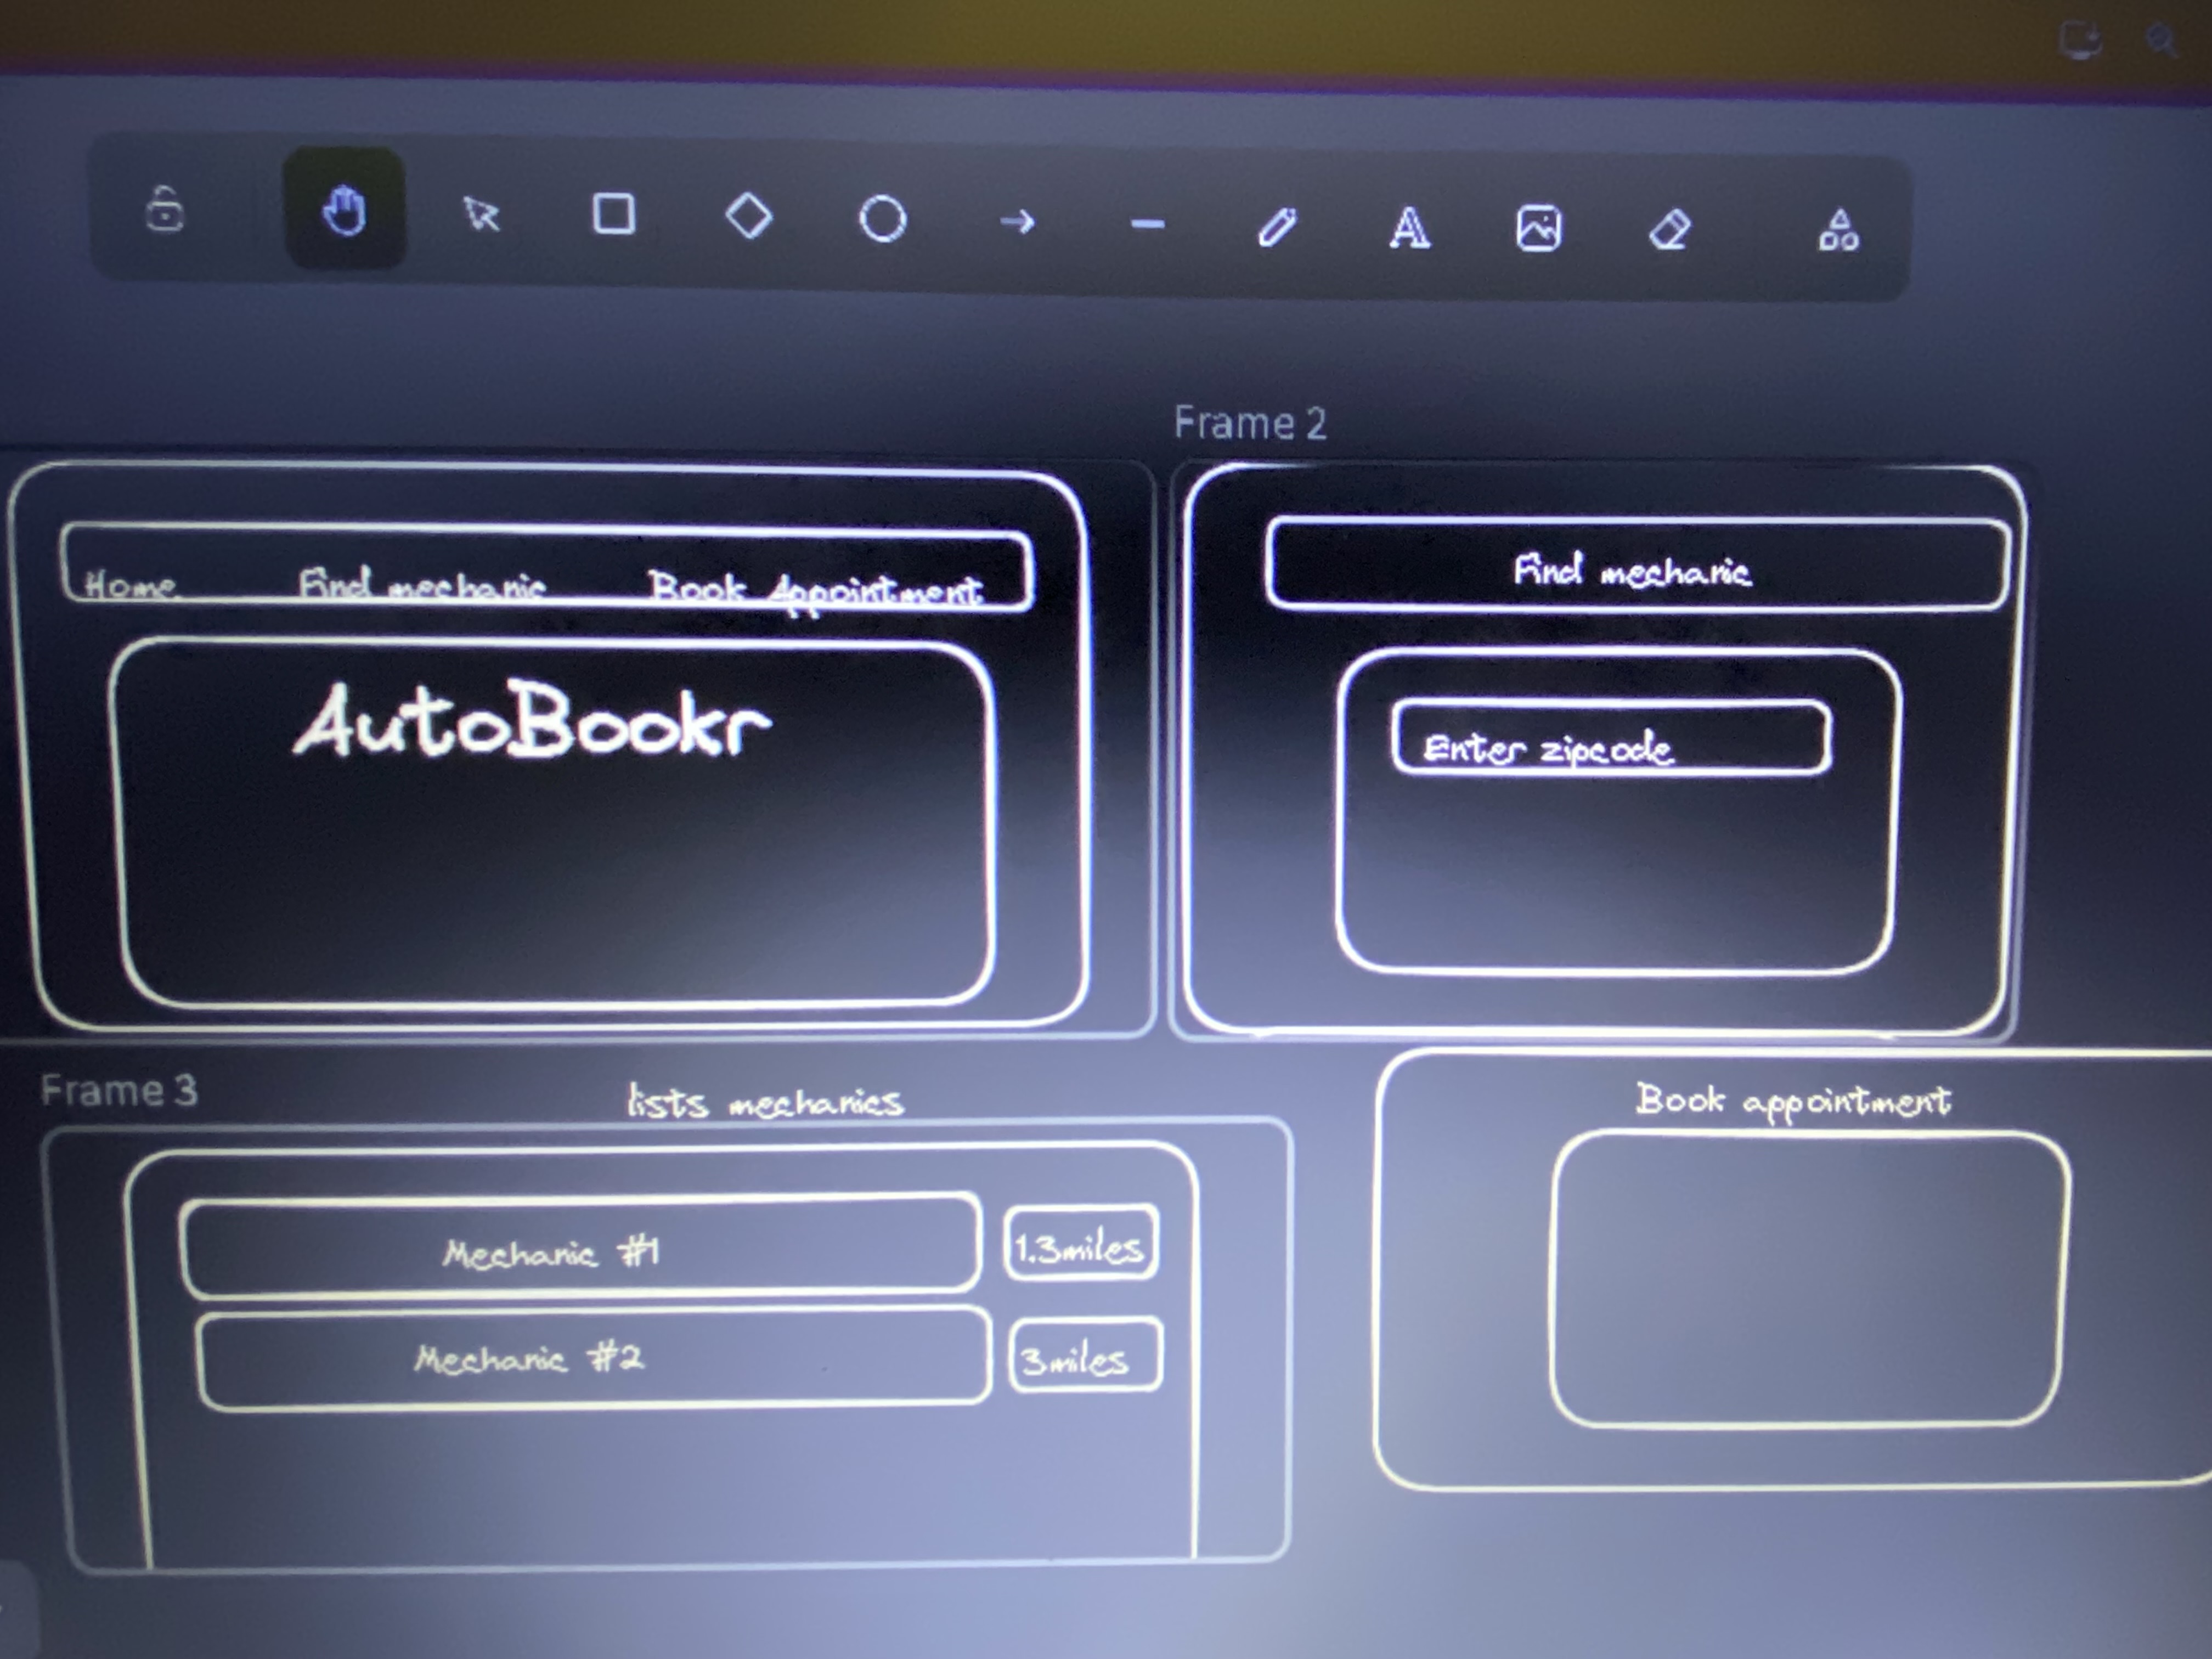 Frame 2
Home Find mechanic Book Appointment
AutoBookr
Find mechanic
Enter zipcode
Frame 3
lists mechanics
Mechanic #1 1.3miles
Mechanic #2 3miles
Book appointment